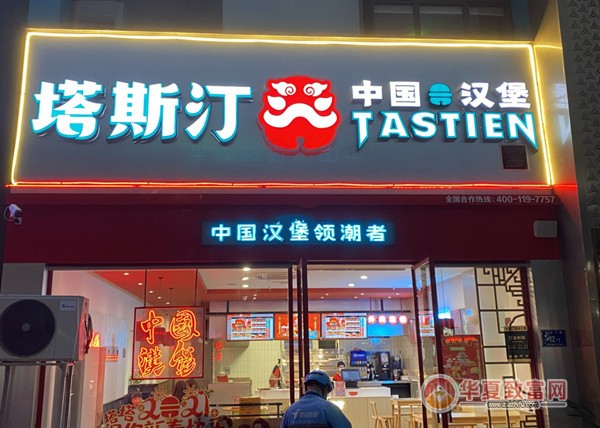 塔斯汀
中国汉堡
TASTIEN
全国合作热线：400-119-7757
中国汉堡领潮者
中國
漢堡
2021
华夏致富网